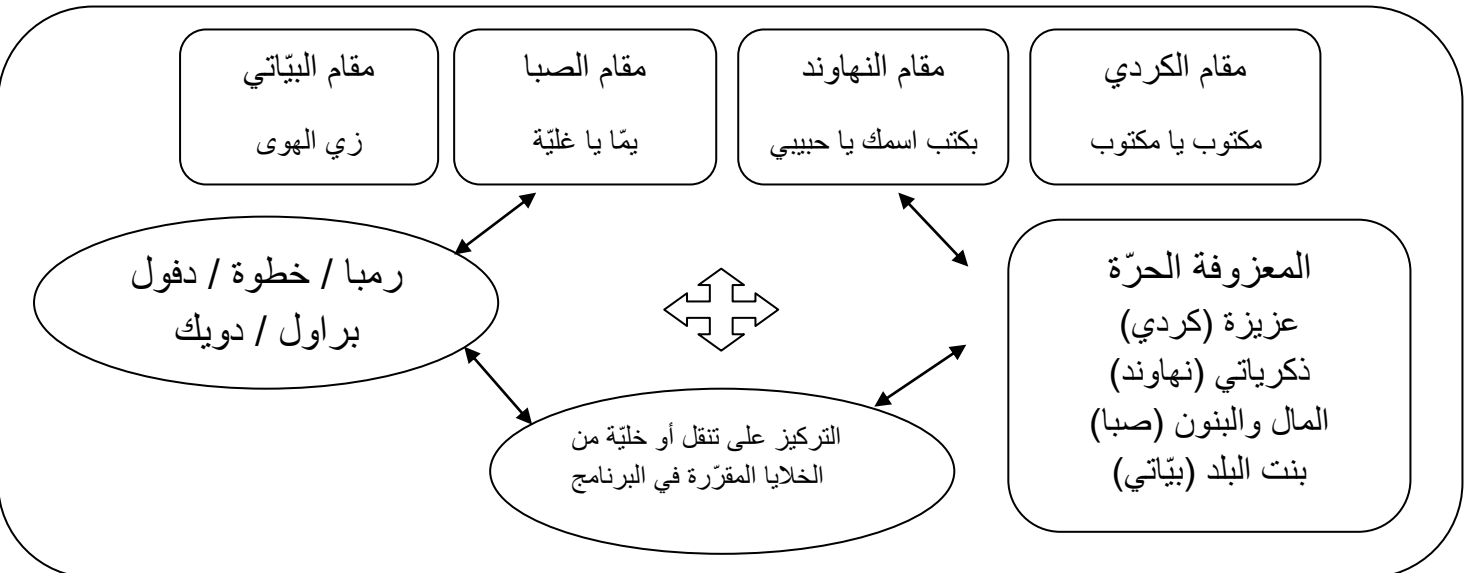 مقام الكردي
مكتوب يا مكتوب
مقام النهاوند
بكتب اسمك يا حبيبي
مقام الصبا
يمّا يا غليّة
مقام البيّاتي
زي الهوى
المعزوفة الحرّة
عزيزة (كردي)
ذكرياتي (نهاوند)
المال والبنون (صبا)
بنت البلد (بيّاتي)
رمبا / خطوة / دفول
براول / دويك
التركيز على تنقل أو خليّة من
الخلايا المقرّرة في البرنامج